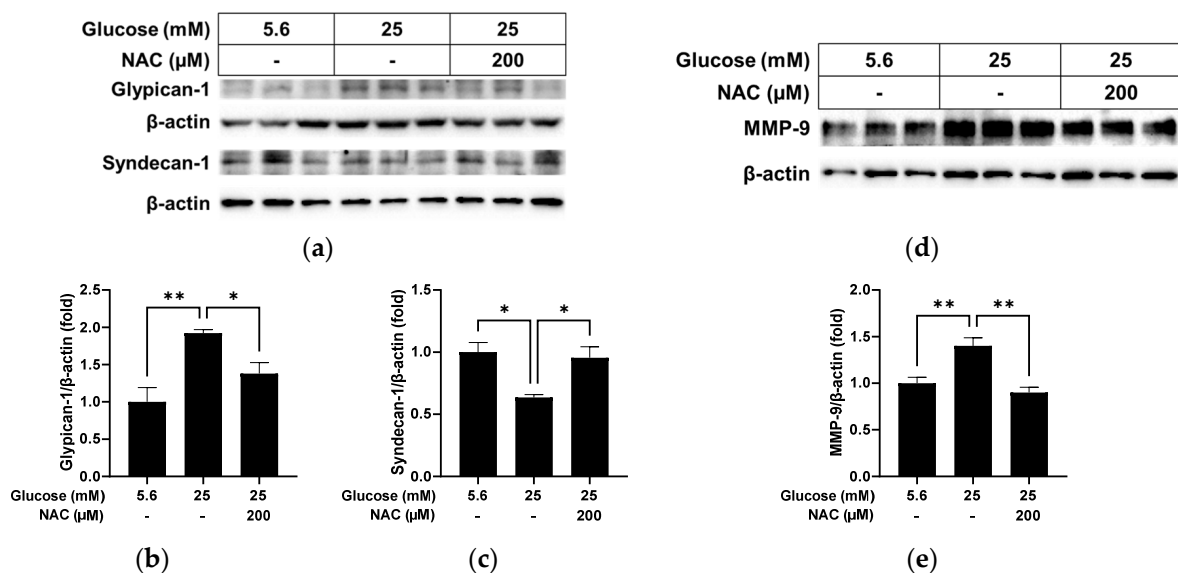 Glucose (mM) 5.6 25 25
NAC (µM) - - 200
Glypican-1
β-actin
Syndecan-1
β-actin
(a)
Glucose (mM) 5.6 25 25
NAC (µM) - - 200
MMP-9
β-actin
(d)
Glypican-1/β-actin (fold)
2.5
2.0
1.5
1.0
0.5
0.0
** *
Glucose (mM) 5.6 25 25
NAC (µM) - - 200
(b)
Syndecan-1/β-actin (fold)
1.5
1.0
0.5
0.0
* *
Glucose (mM) 5.6 25 25
NAC (µM) - - 200
(c)
MMP-9/β-actin (fold)
2.0
1.5
1.0
0.5
0.0
** **
Glucose (mM) 5.6 25 25
NAC (µM) - - 200
(e)